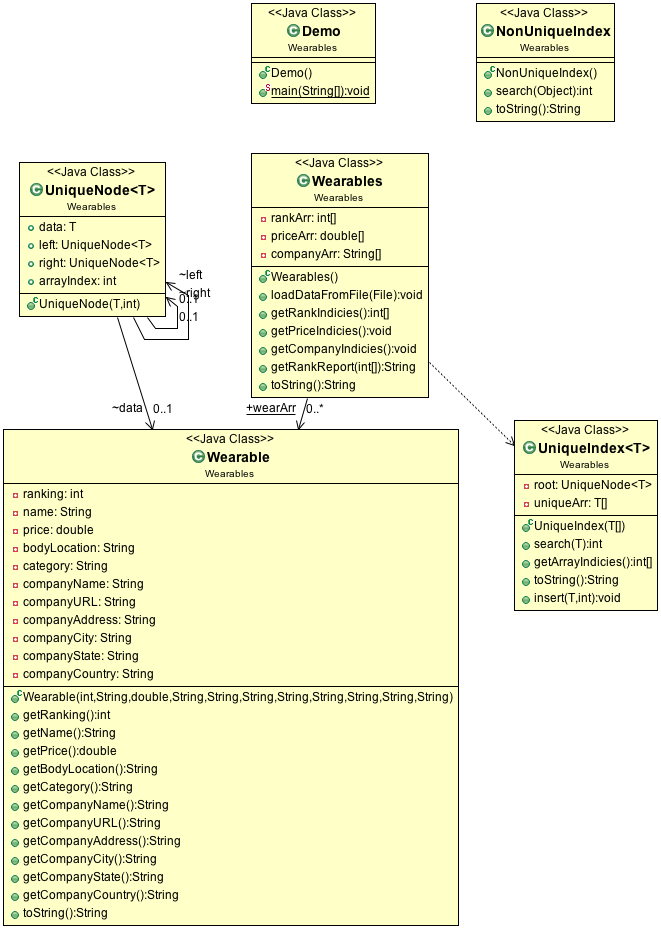 <<Java Class>>
Demo
Wearables
Demo()
main(String[]):void
<<Java Class>>
NonUniqueIndex
Wearables
NonUniqueIndex()
search(Object):int
toString():String
<<Java Class>>
UniqueNode<T>
Wearables
data: T
left: UniqueNode<T>
right: UniqueNode<T>
arrayIndex: int
UniqueNode(T,int)
~left
~right
0..1
0..1
<<Java Class>>
Wearables
Wearables
rankArr: int[]
priceArr: double[]
companyArr: String[]
Wearables()
loadDataFromFile(File):void
getRankIndicies():int[]
getPriceIndicies():void
getCompanyIndicies():void
getRankReport(int[]):String
toString():String
~data
0..1
+wearArr
0..*
<<Java Class>>
UniqueIndex<T>
Wearables
root: UniqueNode<T>
uniqueArr: T[]
UniqueIndex(T[])
search(T):int
getArrayIndicies():int[]
toString():String
insert(T,int):void
<<Java Class>>
Wearable
Wearables
ranking: int
name: String
price: double
bodyLocation: String
category: String
companyName: String
companyURL: String
companyAddress: String
companyCity: String
companyState: String
companyCountry: String
Wearable(int,String,double,String,String,String,String,String,String,String,String)
getRanking():int
getName():String
getPrice():double
getBodyLocation():String
getCategory():String
getCompanyName():String
getCompanyURL():String
getCompanyAddress():String
getCompanyCity():String
getCompanyState():String
getCompanyCountry():String
toString():String